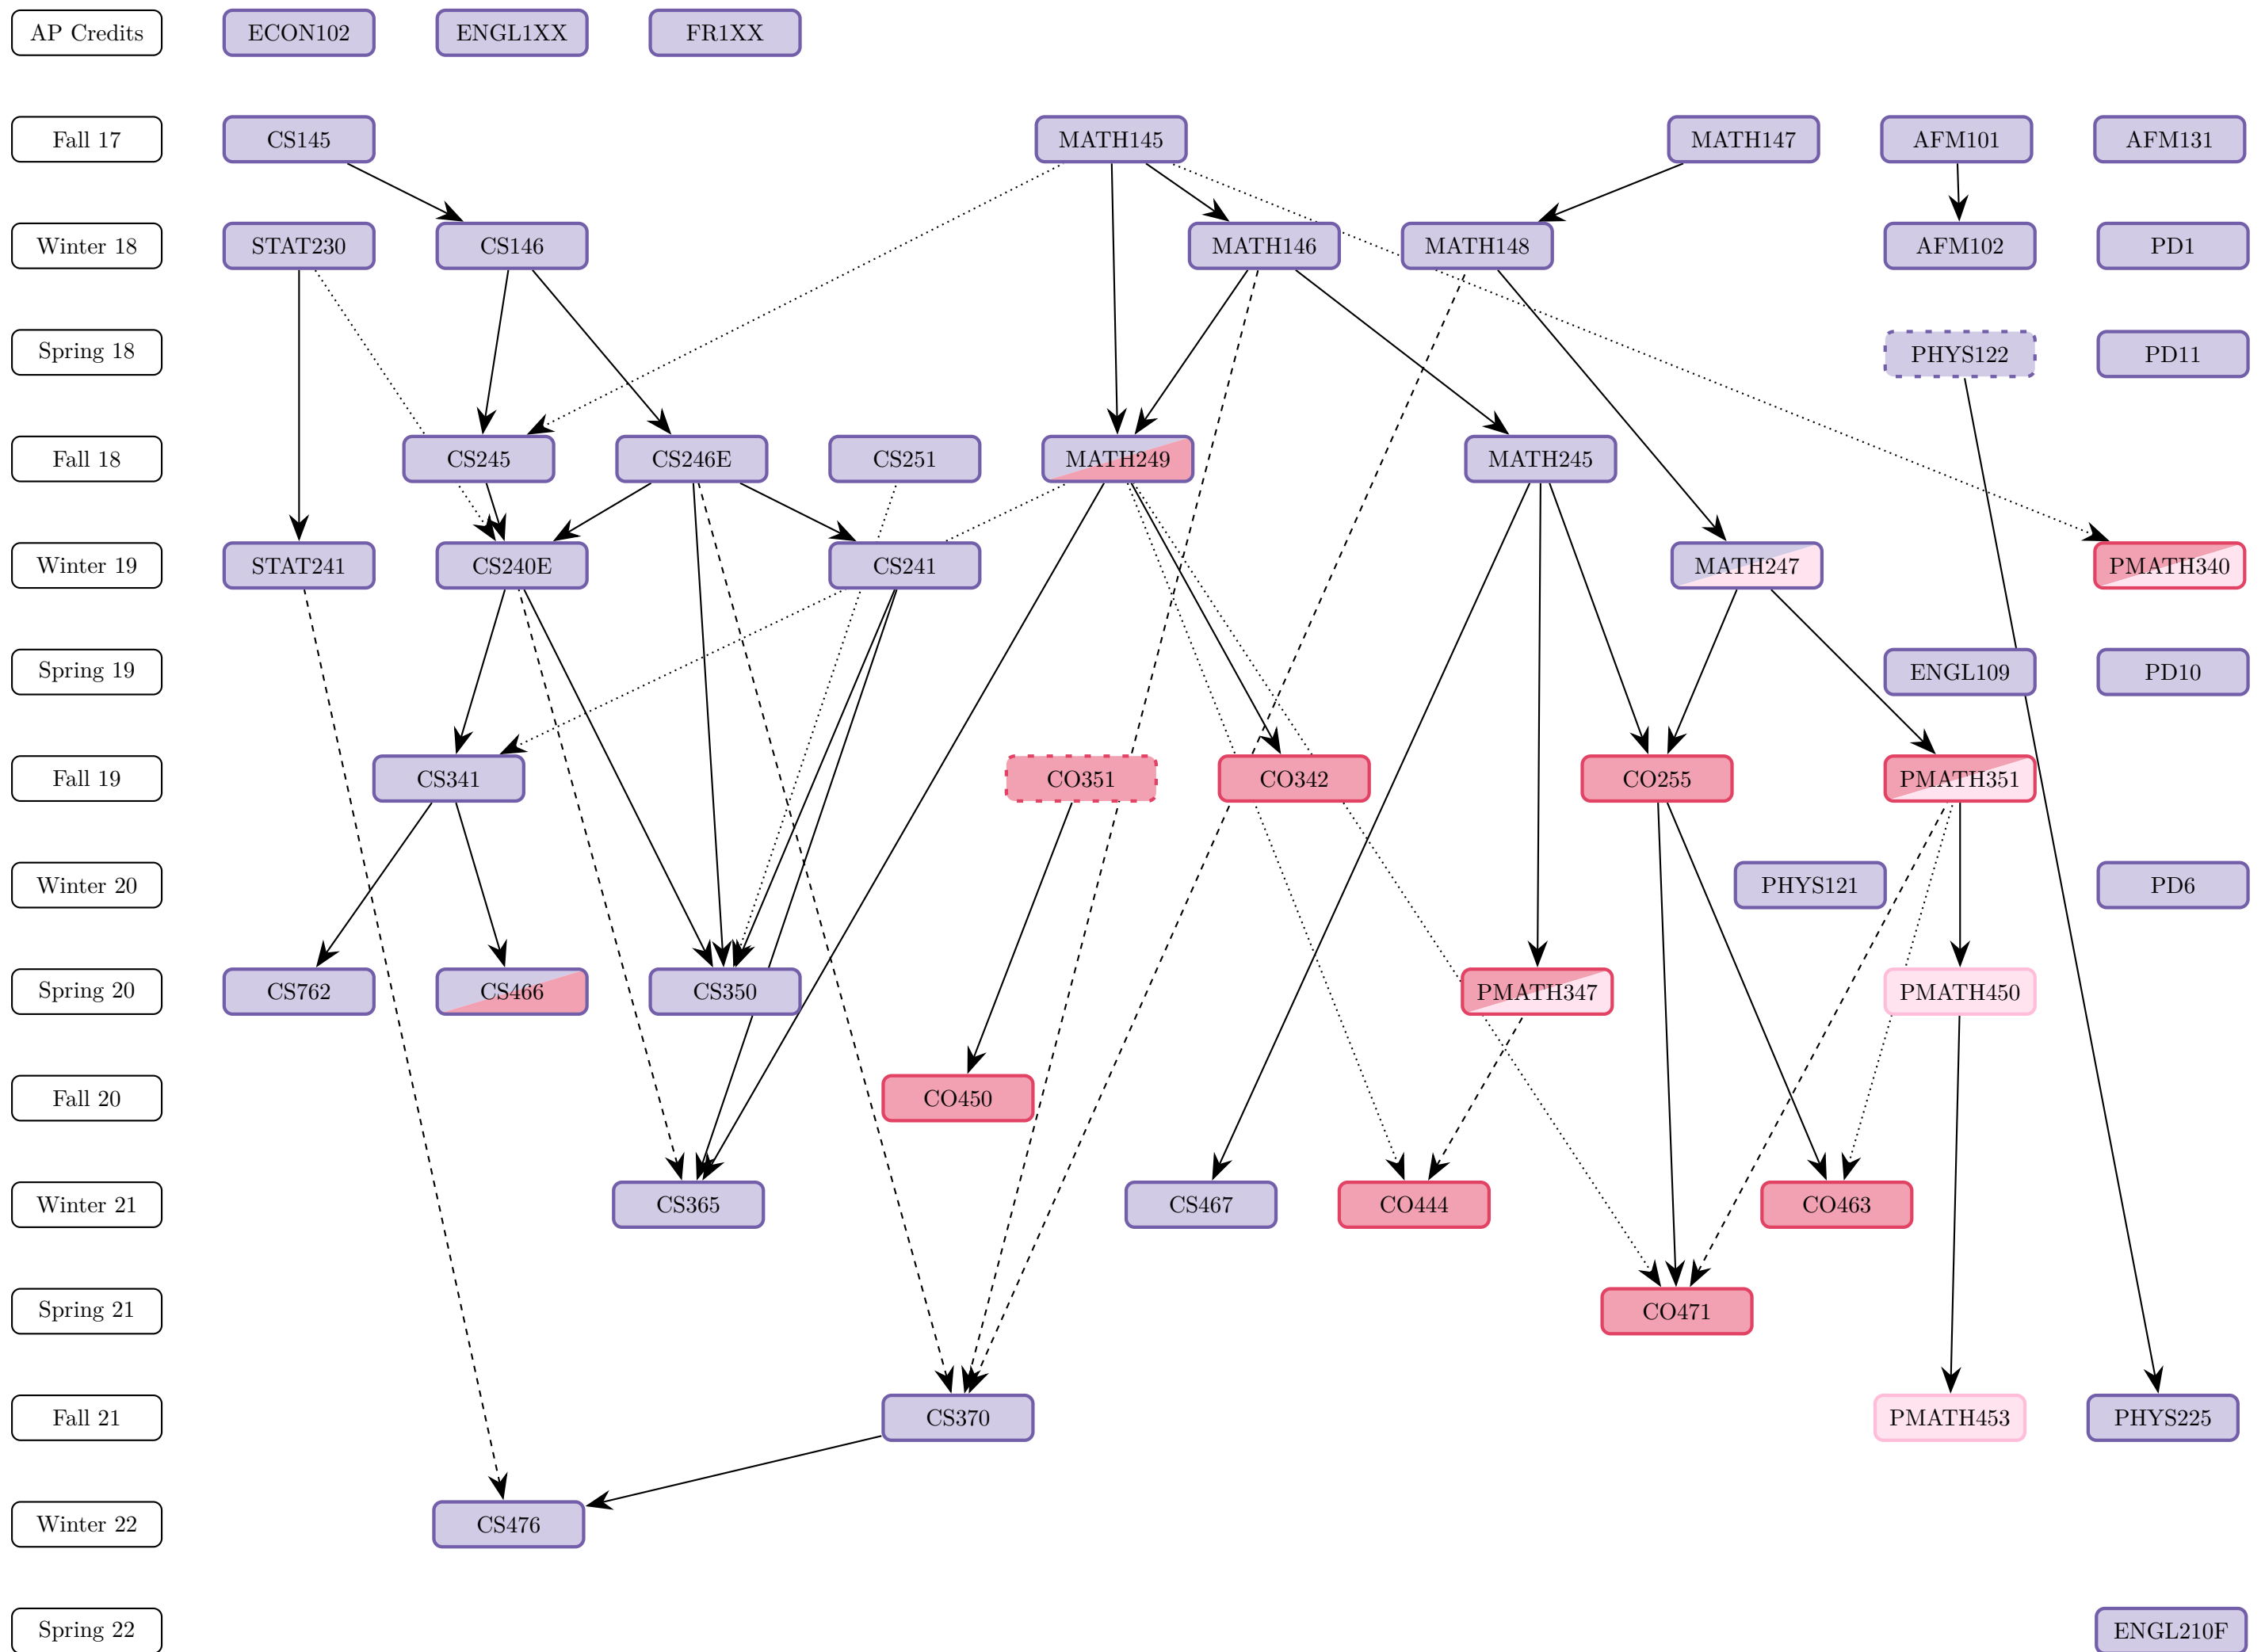 AP Credits ECON102 ENGL1XX FR1XX
Fall 17 CS145 MATH145 MATH147 AFM101 AFM131
Winter 18 STAT230 CS146 MATH146 MATH148 AFM102 PD1
Spring 18 PHYS122 PD11
Fall 18 CS245 CS246E CS251 MATH249 MATH245
Winter 19 STAT241 CS240E CS241 MATH247 PMATH340
Spring 19 ENGL109 PD10
Fall 19 CS341 CO351 CO342 CO255 PMATH351
Winter 20 PHYS121 PD6
Spring 20 CS762 CS466 CS350 PMATH347 PMATH450
Fall 20 CO450
Winter 21 CS365 CS467 CO444 CO463
Spring 21 CO471
Fall 21 CS370 PMATH453 PHYS225
Winter 22 CS476
Spring 22 ENGL210F